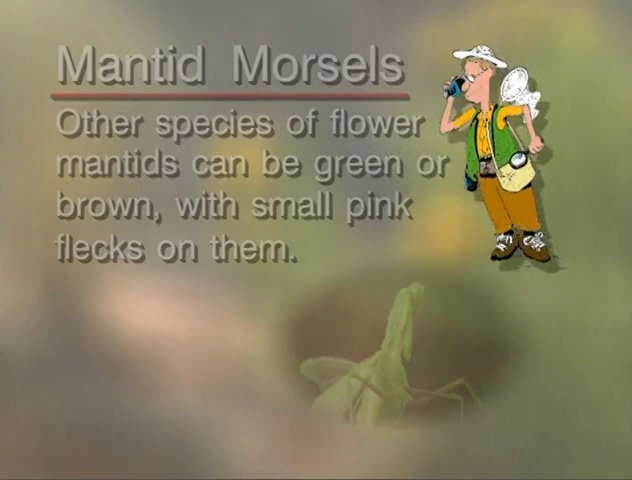 Mantid Morsels
Other species of flower
mantids can be green or
brown, with small pink
flecks on them.